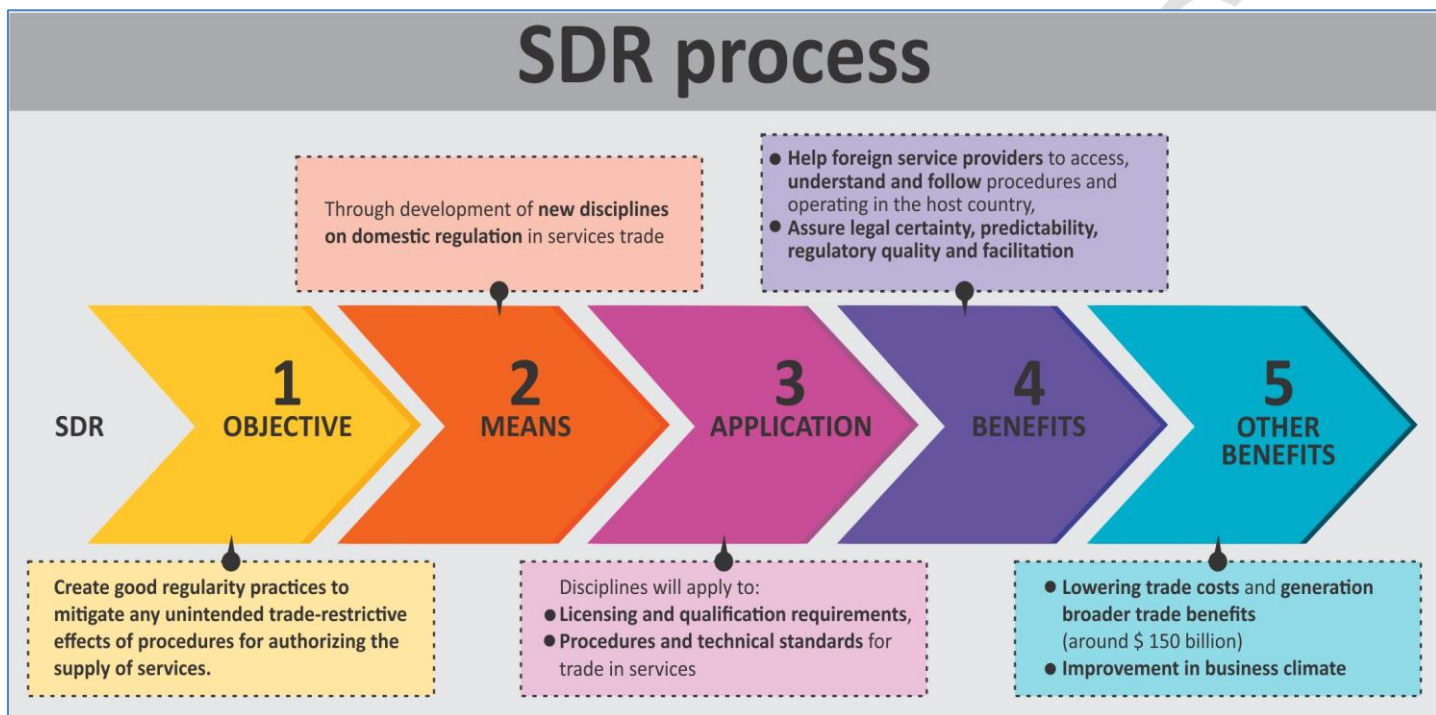 SDR process
Through development of new disciplines
on domestic regulation in services trade
● Help foreign service providers to access,
understand and follow procedures and
operating in the host country,
● Assure legal certainty, predictability,
regulatory quality and facilitation
SDR
1
OBJECTIVE
2
MEANS
3
APPLICATION
4
BENEFITS
5
OTHER
BENEFITS
Create good regularity practices to
mitigate any unintended trade-restrictive
effects of procedures for authorizing the
supply of services.
Disciplines will apply to:
● Licensing and qualification requirements,
● Procedures and technical standards for
trade in services
● Lowering trade costs and generation
broader trade benefits
(around $ 150 billion)
● Improvement in business climate